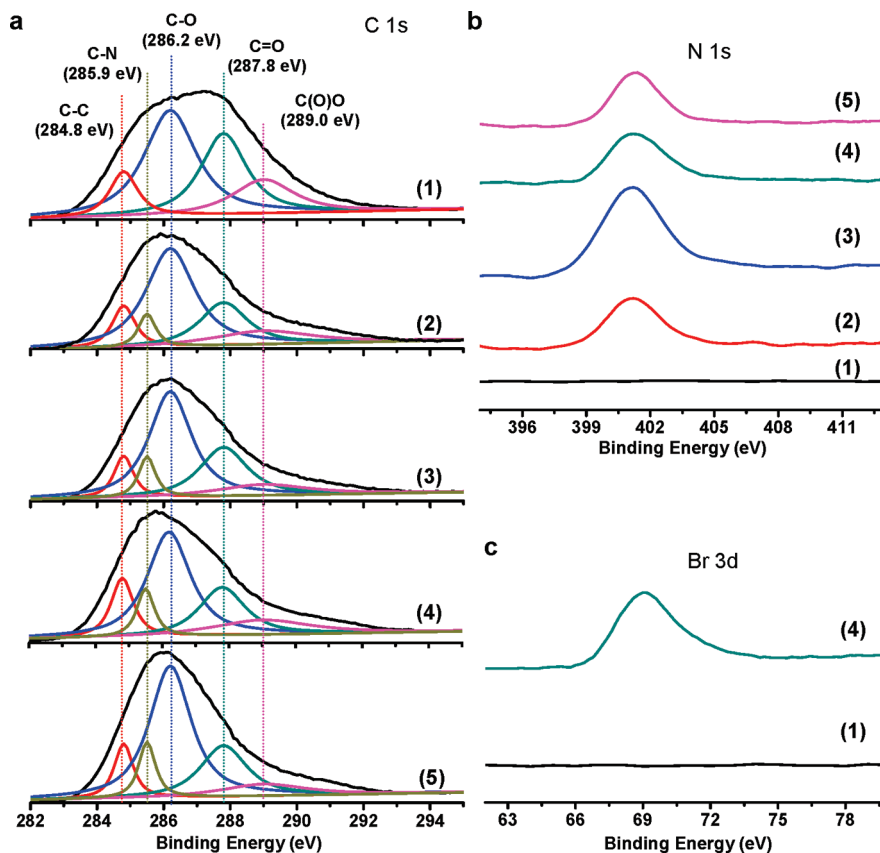 a
C 1s
C-O
(286.2 eV)
C-N
(285.9 eV)
C=O
(287.8 eV)
C-C
(284.8 eV)
C(O)O
(289.0 eV)
(1)
(2)
(3)
(4)
(5)
282 284 286 288 290 292 294
Binding Energy (eV)
b
N 1s
(5)
(4)
(3)
(2)
(1)
396 399 402 405 408 411
Binding Energy (eV)
c
Br 3d
(4)
(1)
63 66 69 72 75 78
Binding Energy (eV)